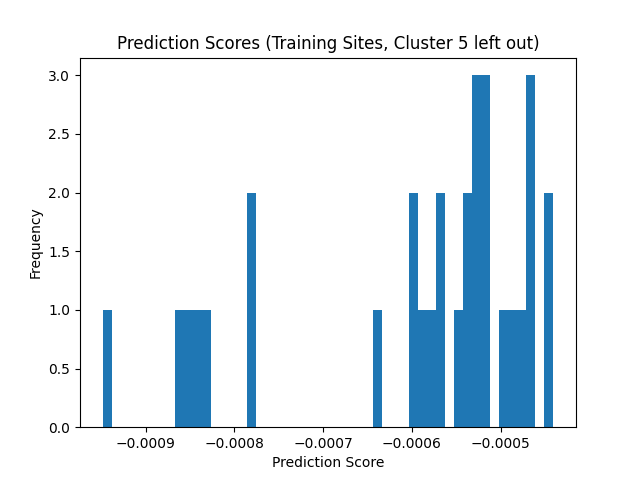 Prediction Scores (Training Sites, Cluster 5 left out)
3.0
2.5
2.0
1.5
1.0
0.5
0.0
Frequency
−0.0009 −0.0008 −0.0007 −0.0006 −0.0005
Prediction Score